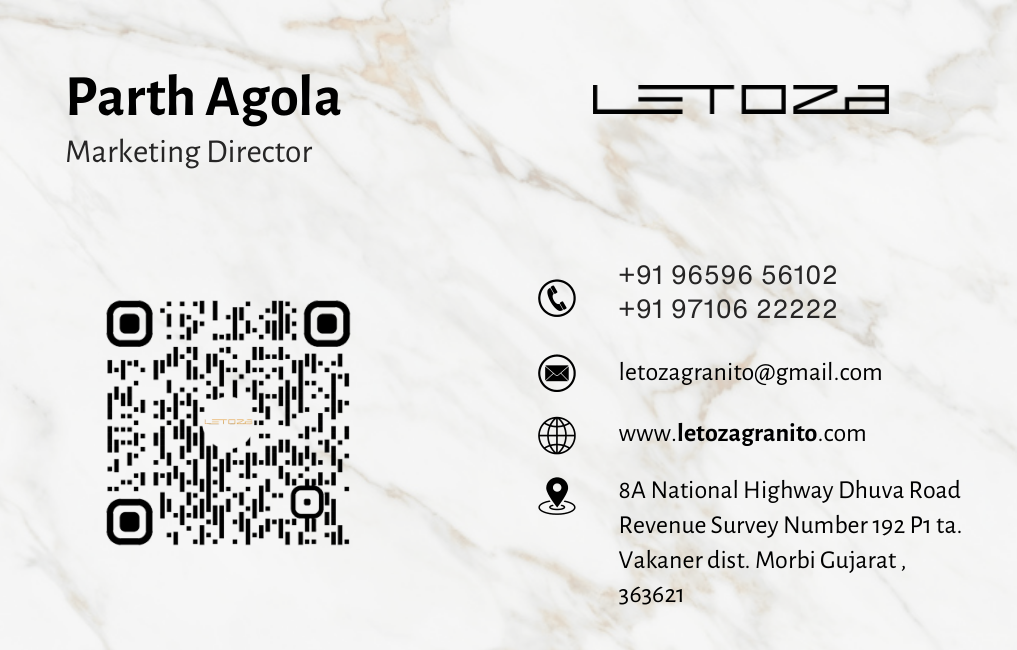 Parth Agola
Marketing Director
LETOZA
+91 96596 56102
+91 97106 22222
letozagranito@gmail.com
www.letozagranito.com
8A National Highway Dhuva Road
Revenue Survey Number 192 P1 ta.
Vakaner dist. Morbi Gujarat ,
363621
LETOZA